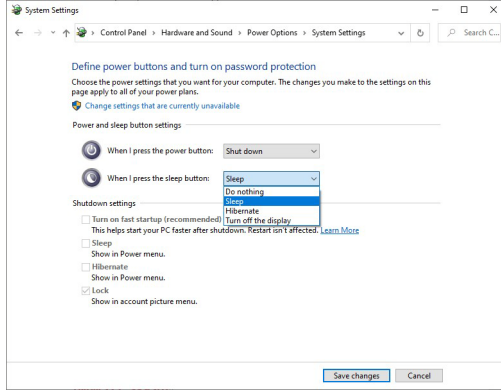 System Settings
Control Panel > Hardware and Sound > Power Options > System Settings
Search C...
Define power buttons and turn on password protection
Choose the power settings that you want for your computer. The changes you make to the settings on this
page apply to all of your power plans.
Change settings that are currently unavailable
Power and sleep button settings
When I press the power button:
Shut down
When I press the sleep button:
Sleep
Do nothing
Sleep
Hibernate
Turn off the display
Shutdown settings
Turn on fast startup (recommended)
This helps start your PC faster after shutdown. Restart isn't affected. Learn More
Sleep
Show in Power menu.
Hibernate
Show in Power menu.
Lock
Show in account picture menu.
Save changes
Cancel